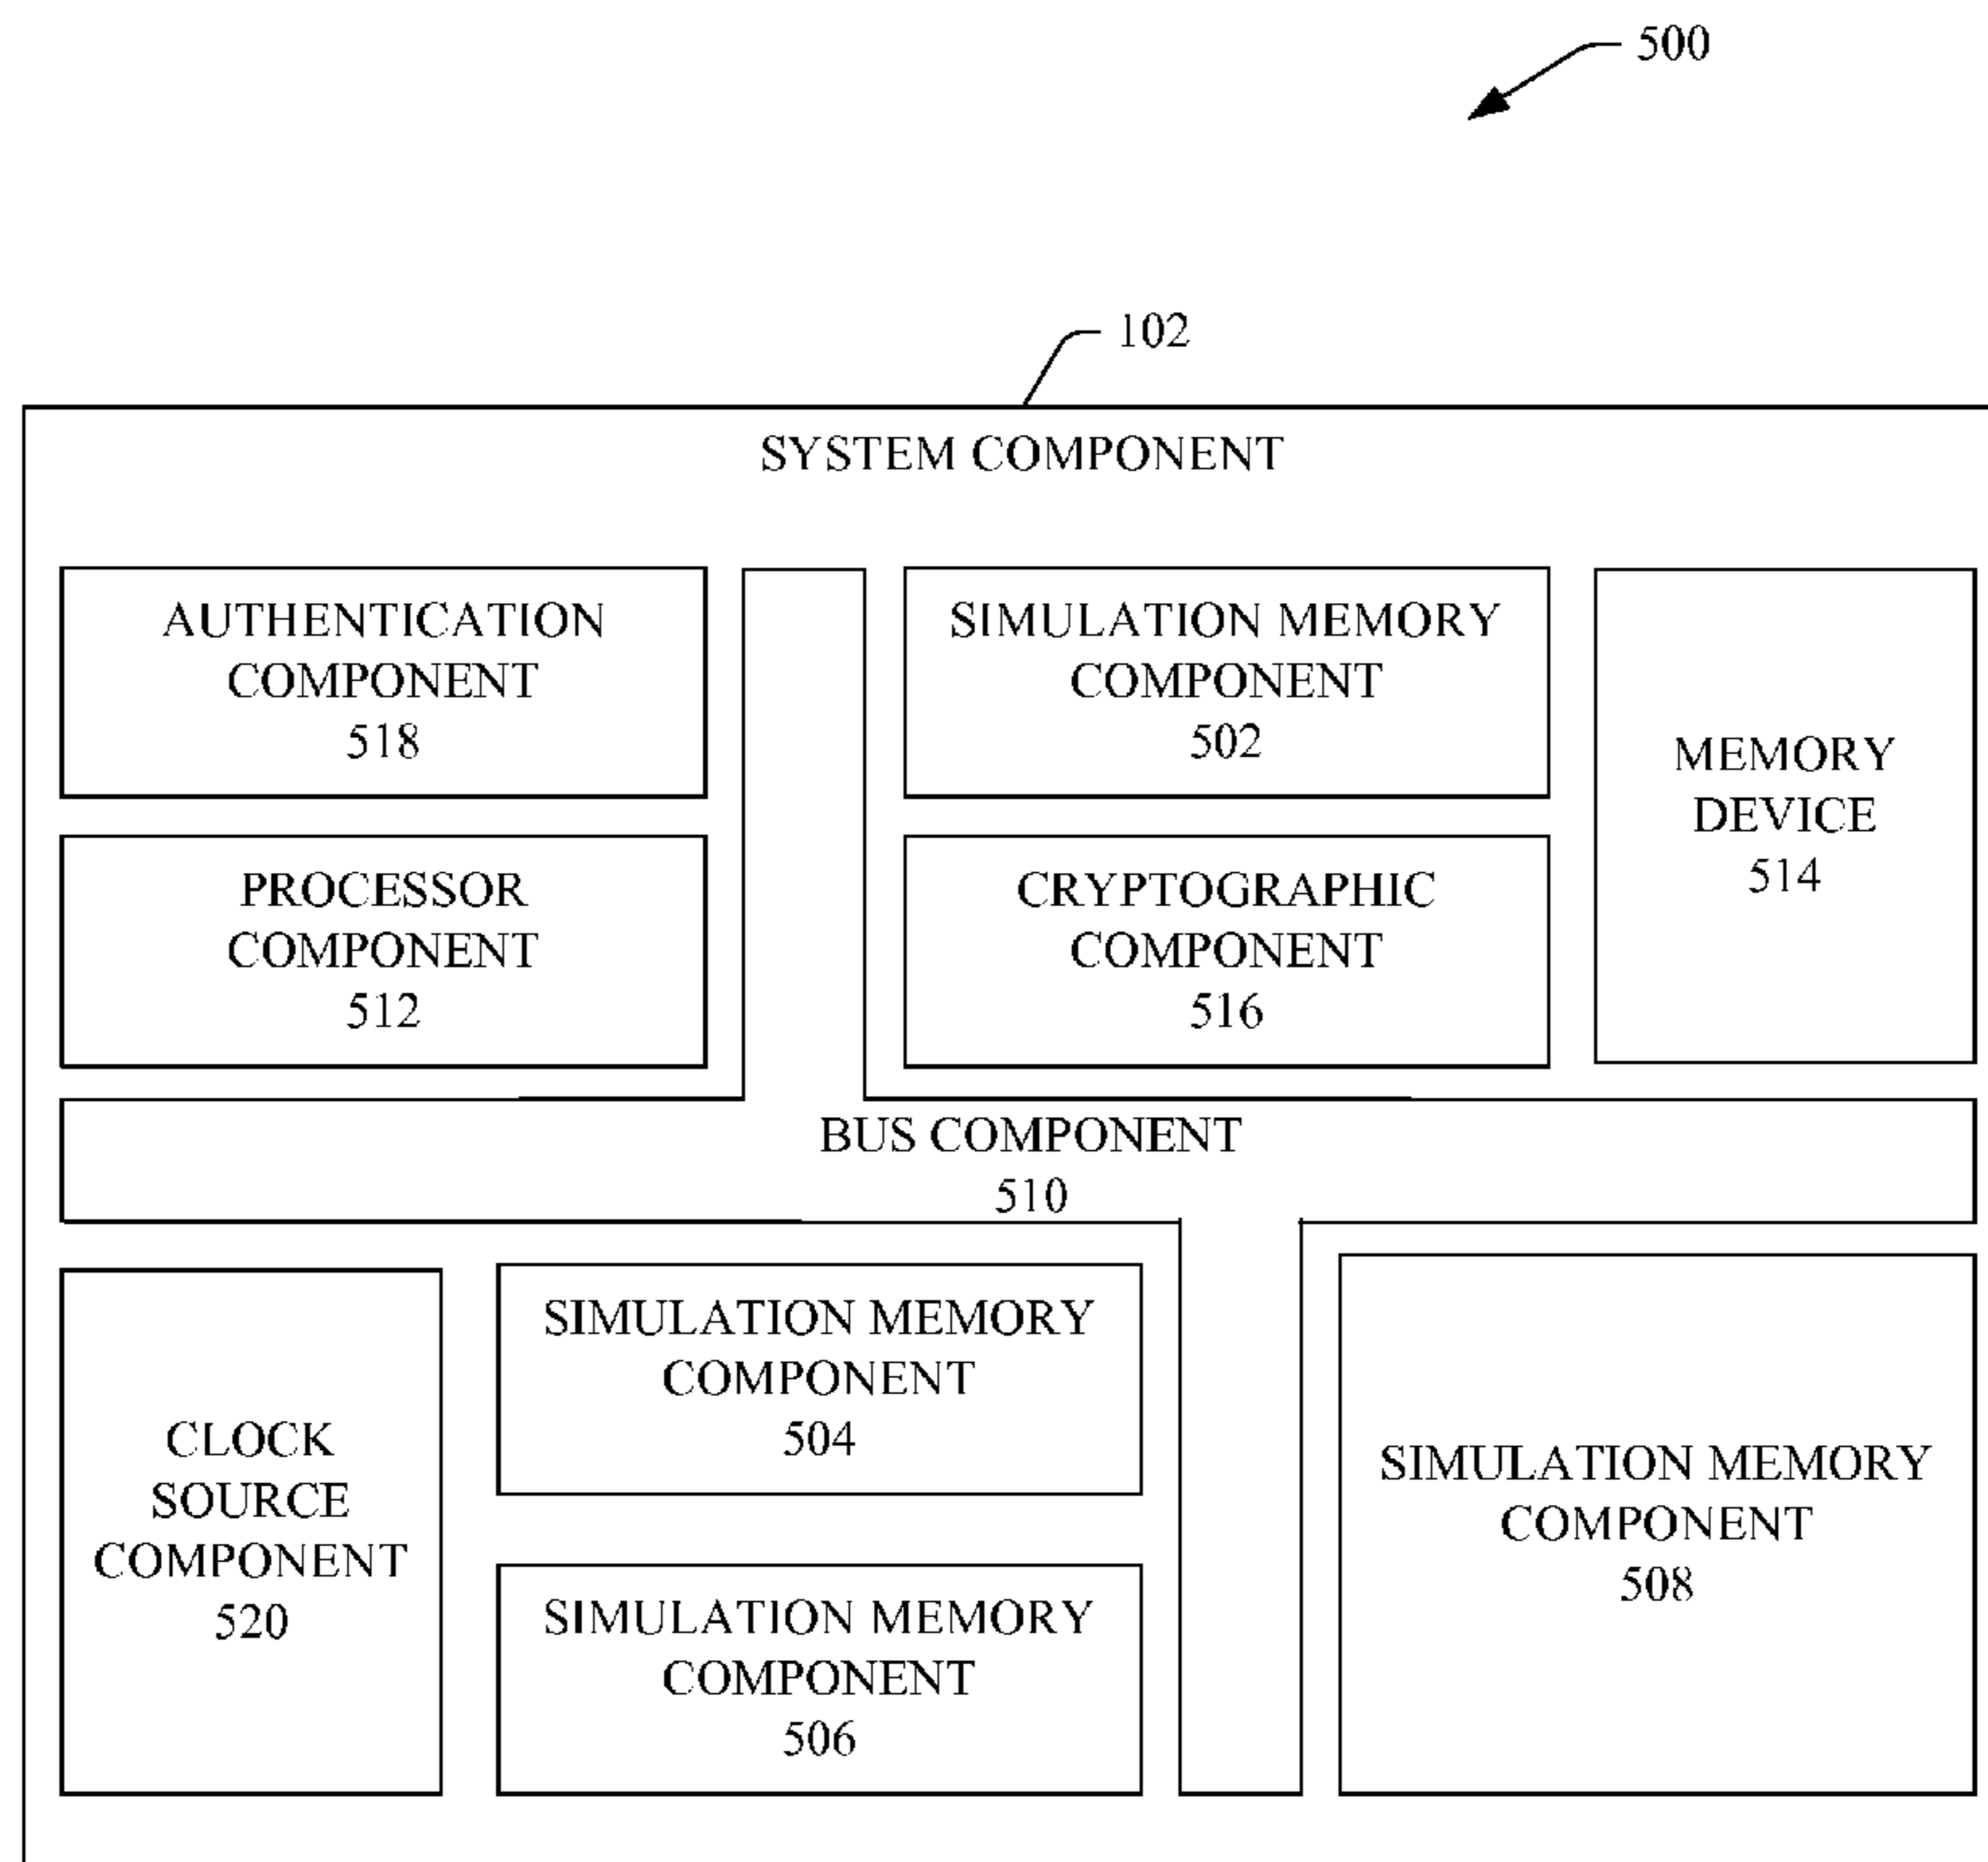 500
102
SYSTEM COMPONENT
AUTHENTICATION
COMPONENT
518
SIMULATION MEMORY
COMPONENT
502
MEMORY
DEVICE
514
PROCESSOR
COMPONENT
512
CRYPTOGRAPHIC
COMPONENT
516
BUS COMPONENT
510
CLOCK
SOURCE
COMPONENT
520
SIMULATION MEMORY
COMPONENT
504
SIMULATION MEMORY
COMPONENT
506
SIMULATION MEMORY
COMPONENT
508